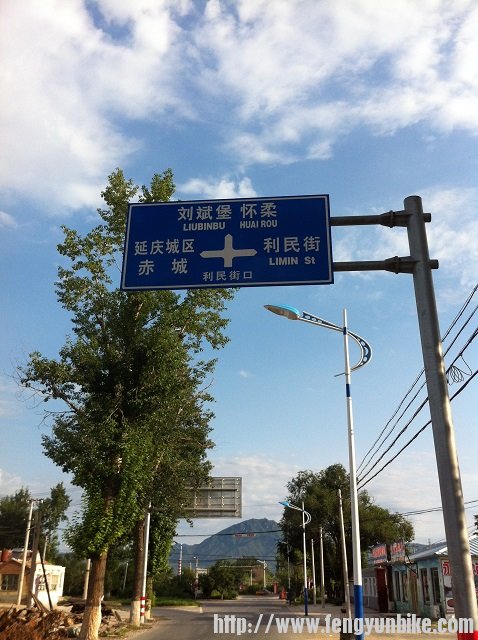 刘斌堡 怀柔
LIUBINBU HUAI ROU
延庆城区 利民街
赤城 LIMIN St
利民街口
http://www.fengyunbike.com